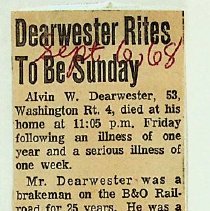 Dearwester Rites
Sept 6, 68
To Be Sunday
Alvin W. Dearwester, 53,
Washington Rt. 4, died at his
home at 11:05 p.m. Friday
following an illness of one
year and a serious illness of
one week.
Mr. Dearwester was a
brakeman on the B&O Rail-
road for 25 years. He was a